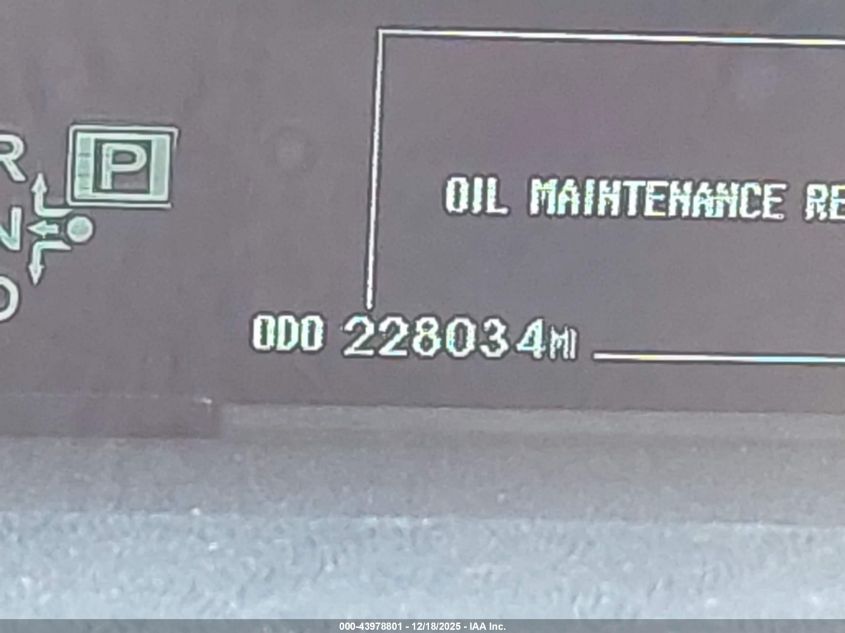 R
P
OIL MAINTENANCE RE
N
D
ODO 228034MI
000-43978801 - 12/18/2025 - IAA Inc.